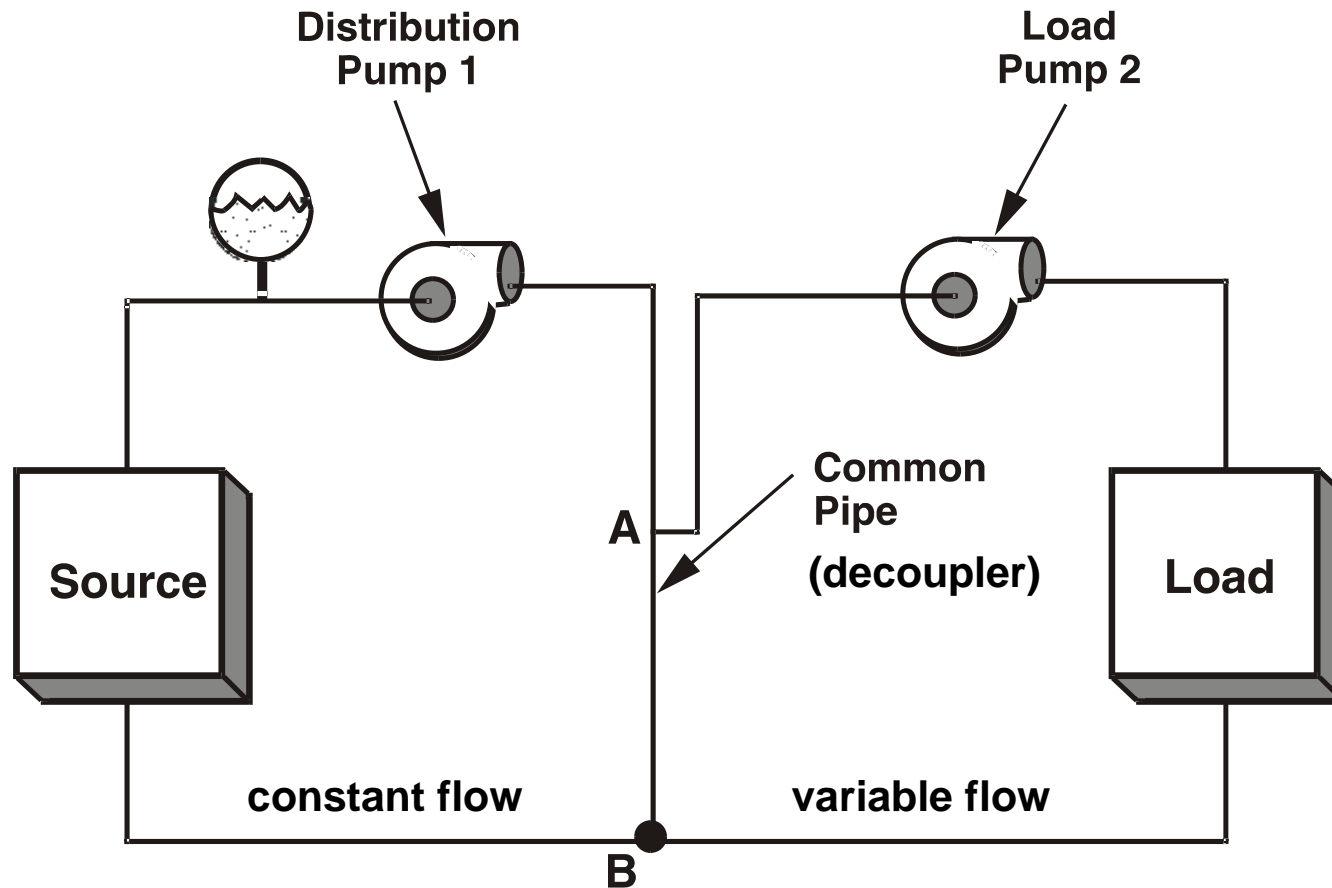 Distribution
Pump 1
Load
Pump 2
Common
Pipe
(decoupler)
A
Source
Load
constant flow
variable flow
B